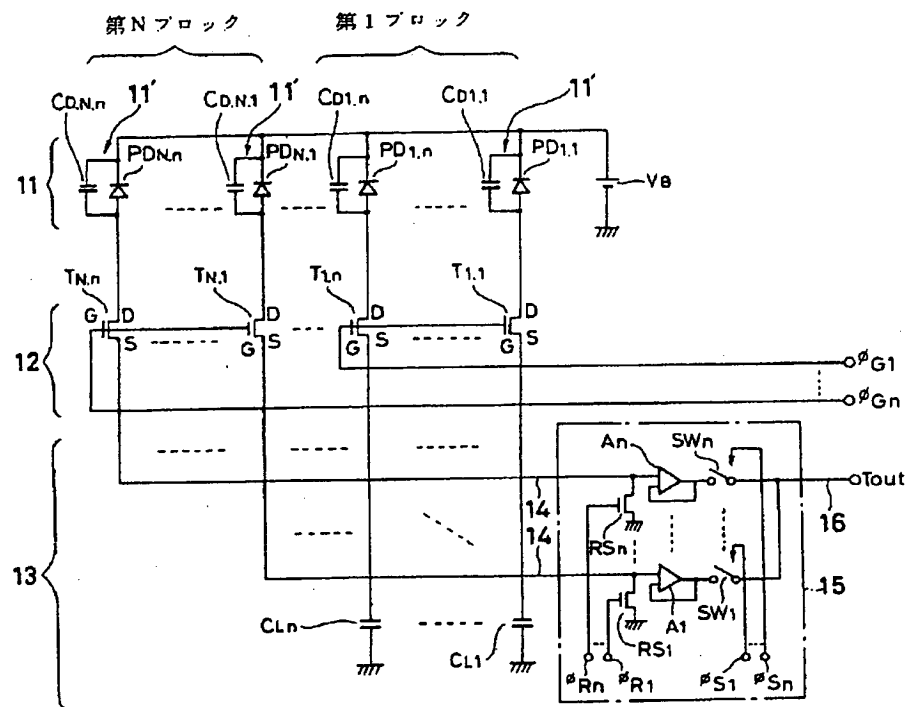 第Nブロック 第1ブロック
CD.N.n 11' CD.N.1 11' CD1.n CD1.1 11'
11 PDN.n PDN.1 PD1.n PD1.1 VB
TN.n TN.1 T1.n T1.1
G D D D D
S G S G S G S
12
φG1
φGn
An SWn
Tout
14 16
RSn
14
13
SW1 15
A1
CLn CL1 RS1
φRn φR1 φS1 φSn